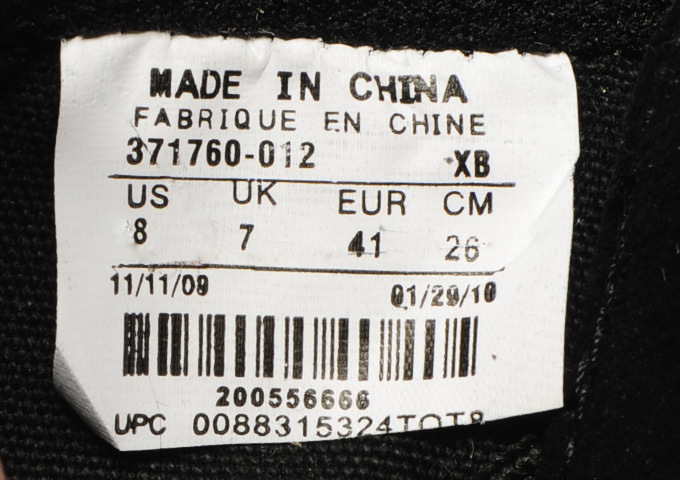 MADE IN CHINA
FABRIQUE EN CHINE
371760-012 XB
US UK EUR CM
8 7 41 26
11/11/09 01/29/10
200556666
UPC